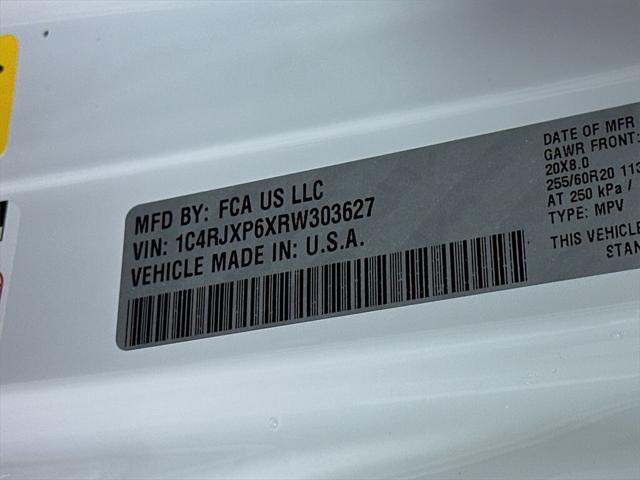 MFD BY: FCA US LLC
VIN: 1C4RJXP6XRW303627
VEHICLE MADE IN: U.S.A.
DATE OF MFR
GAWR FRONT:
20X8.0
255/60R20 113
AT 250 kPa /
TYPE: MPV
THIS VEHICLE
STAN